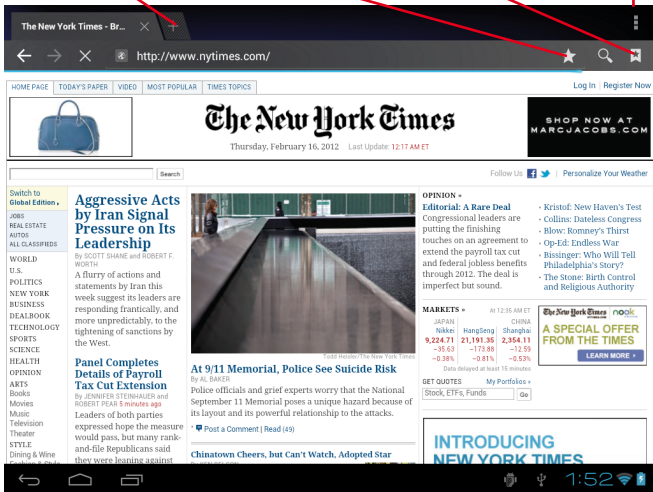 The New York Times - Br...
http://www.nytimes.com/
HOME PAGE
TODAY'S PAPER
VIDEO
MOST POPULAR
TIMES TOPICS
Log In
Register Now
The New York Times
Thursday, February 16, 2012 Last Update: 12:17 AM ET
SHOP NOW AT
MARCJACOBS.COM
Search
Follow Us
Personalize Your Weather
Switch to
Global Edition
JOBS
REAL ESTATE
AUTOS
ALL CLASSIFIEDS
WORLD
U.S.
POLITICS
NEW YORK
BUSINESS
DEALBOOK
TECHNOLOGY
SPORTS
SCIENCE
HEALTH
OPINION
ARTS
Books
Movies
Music
Television
Theater
STYLE
Dining & Wine
Fashion & Style
Aggressive Acts
by Iran Signal
Pressure on Its
Leadership
By SCOTT SHANE and ROBERT F.
WORTH
A flurry of actions and
statements by Iran this
week suggest its leaders are
responding frantically, and
more unpredictably, to the
tightening of sanctions by
the West.
Panel Completes
Details of Payroll
Tax Cut Extension
By JENNIFER STEINHAUER and
ROBERT PEAR 5 minutes ago
Leaders of both parties
expressed hope the measure
would pass, but many rank-
and-file Republicans said
they were leaning against
Todd Heisler/The New York Times
At 9/11 Memorial, Police See Suicide Risk
By AL BAKER
Police officials and grief experts worry that the National
September 11 Memorial poses a unique hazard because of
its layout and its powerful relationship to the attacks.
Post a Comment | Read (49)
Chinatown Cheers, but Can't Watch, Adopted Star
OPINION »
Editorial: A Rare Deal
Congressional leaders are
putting the finishing
touches on an agreement to
extend the payroll tax cut
and federal jobless benefits
through 2012. The deal is
imperfect but sound.
• Kristof: New Haven's Test
• Collins: Dateless Congress
• Blow: Romney's Thirst
• Op-Ed: Endless War
• Bissinger: Who Will Tell
Philadelphia's Story?
• The Stone: Birth Control
and Religious Authority
MARKETS » At 12:35 AM ET
JAPAN CHINA
Nikkei HangSeng Shanghai
9,224.71 21,191.35 2,354.11
−35.63 −173.88 −12.59
−0.38% −0.81% −0.53%
Data delayed at least 15 minutes
GET QUOTES My Portfolios »
Stock, ETFs, Funds Go
The New York Times nook
A SPECIAL OFFER
FROM THE TIMES
LEARN MORE
INTRODUCING
NEW YORK TIMES
1:52